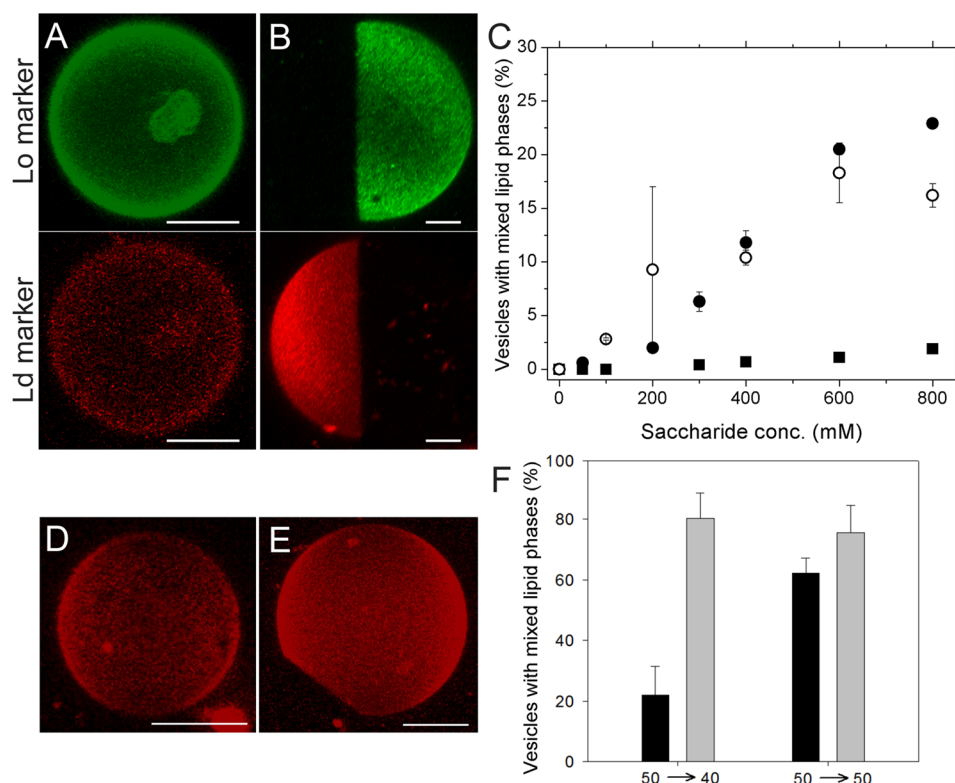 A
B
Lo marker
Ld marker
C
Vesicles with mixed lipid phases (%)
30
25
20
15
10
5
0
0 200 400 600 800
Saccharide conc. (mM)
D
E
F
Vesicles with mixed lipid phases (%)
100
80
60
40
20
0
50 → 40 50 → 50